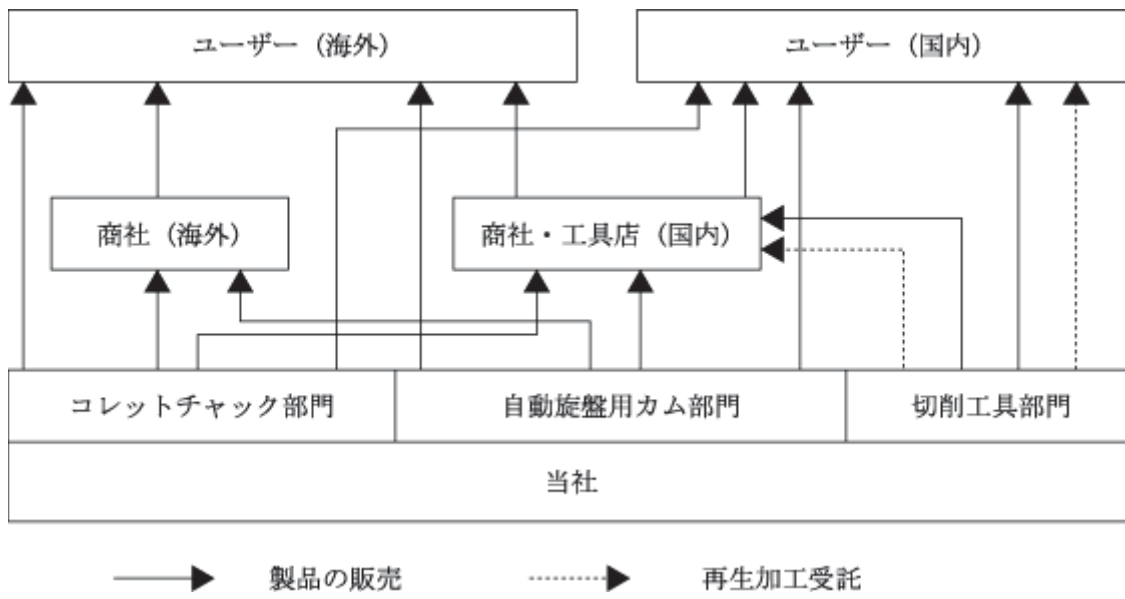 ユーザー（海外）
ユーザー（国内）
商社（海外）
商社・工具店（国内）
コレットチャック部門
自動旋盤用カム部門
切削工具部門
当社
製品の販売
再生加工受託